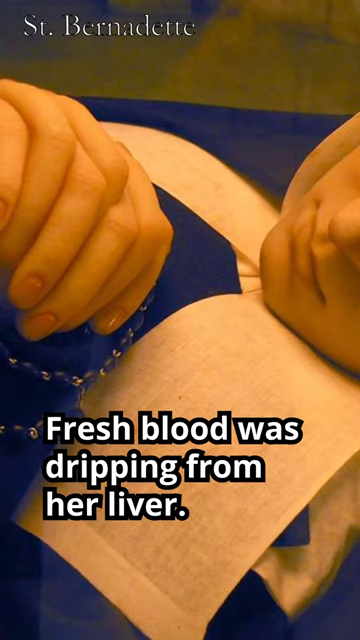 St. Bernadette
Fresh blood was
dripping from
her liver.